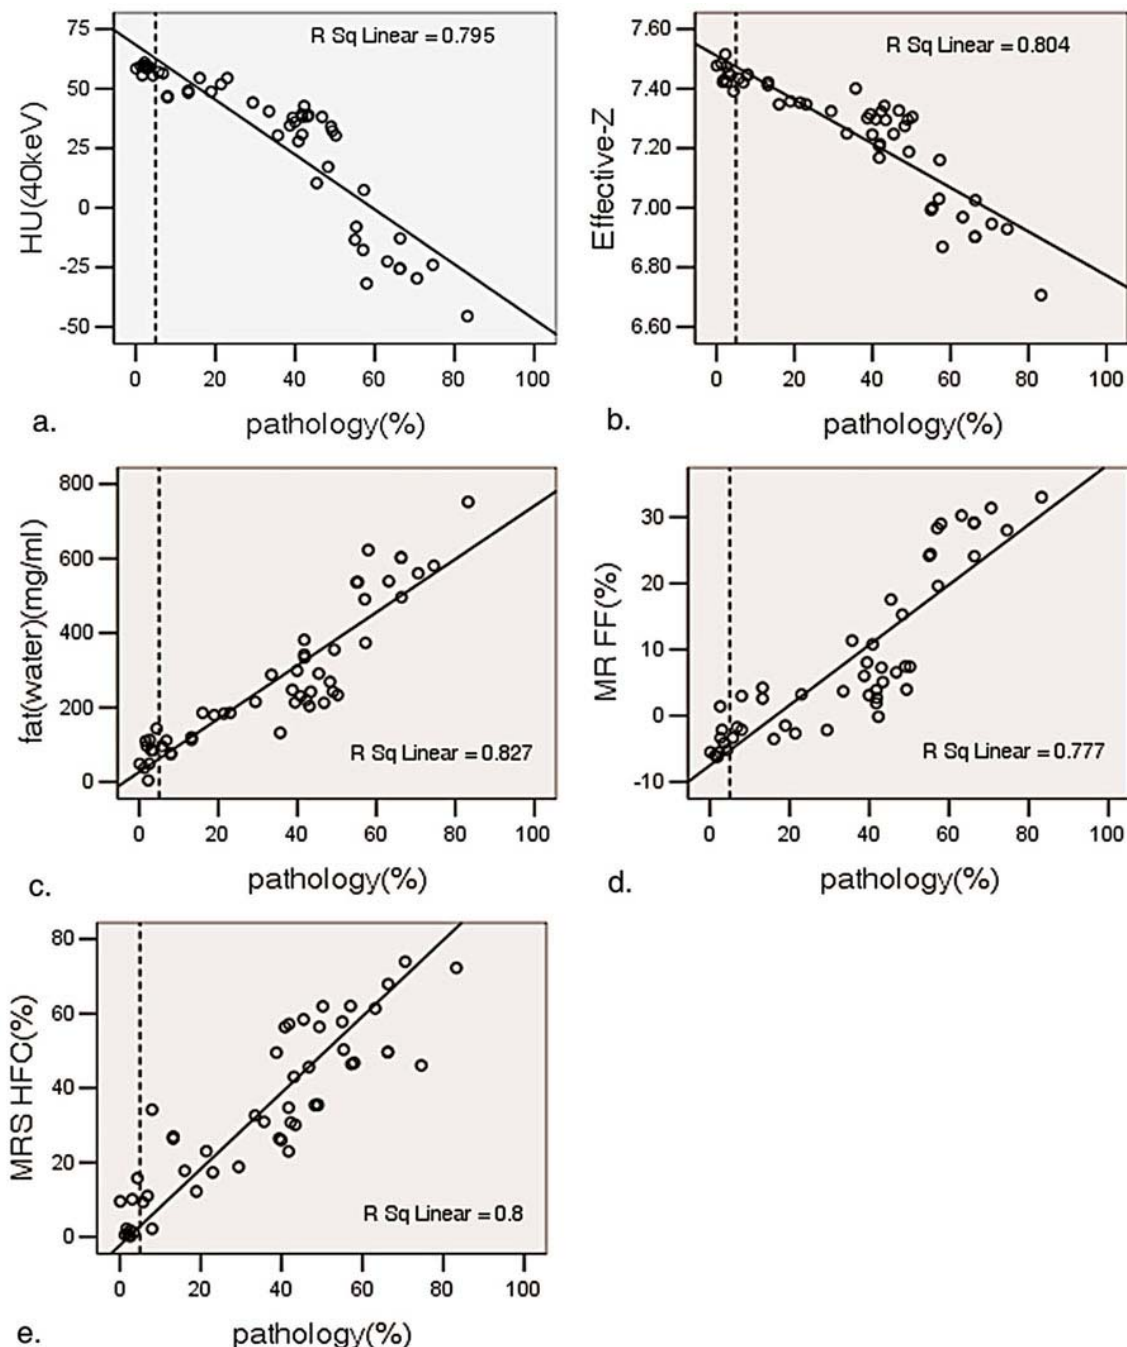 R Sq Linear = 0.795
HU(40keV)
75
50
25
0
-25
-50
0 20 40 60 80 100
pathology(%)
a.
R Sq Linear = 0.804
Effective-Z
7.60
7.40
7.20
7.00
6.80
6.60
0 20 40 60 80 100
pathology(%)
b.
fat(water)(mg/ml)
800
600
400
200
0
R Sq Linear = 0.827
0 20 40 60 80 100
pathology(%)
c.
MR FF(%)
30
20
10
0
-10
R Sq Linear = 0.777
0 20 40 60 80 100
pathology(%)
d.
MRS HFC(%)
80
60
40
20
0
R Sq Linear = 0.8
0 20 40 60 80 100
pathology(%)
e.